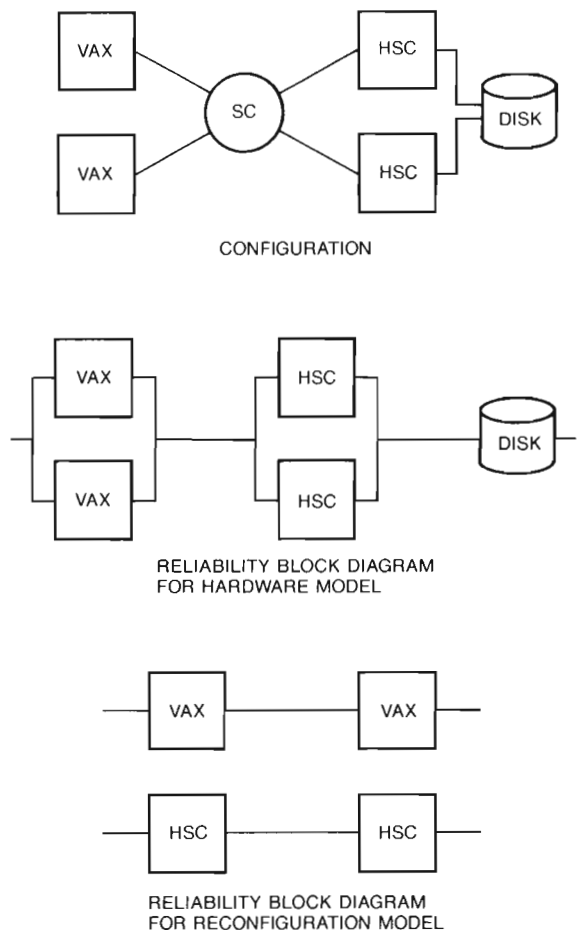 VAX
HSC
SC
DISK
VAX
HSC
CONFIGURATION
VAX
HSC
DISK
VAX
HSC
RELIABILITY BLOCK DIAGRAM
FOR HARDWARE MODEL
VAX
VAX
HSC
HSC
RELIABILITY BLOCK DIAGRAM
FOR RECONFIGURATION MODEL